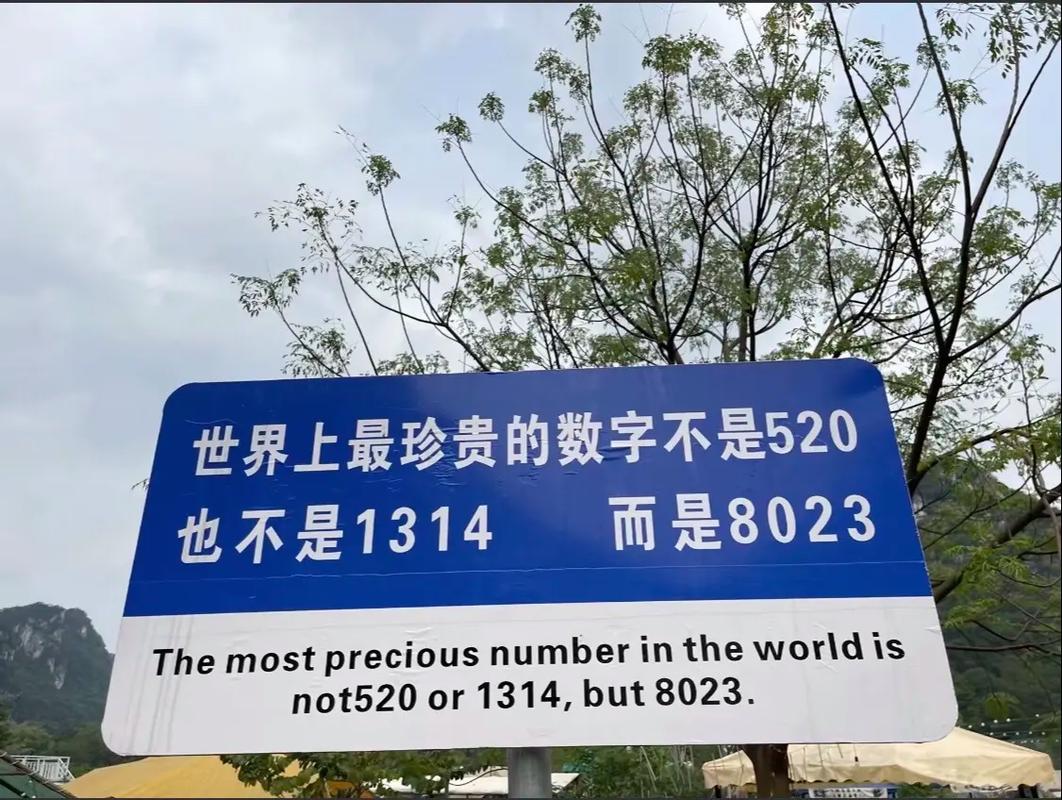 世界上最珍贵的数字不是520
也不是1314 而是8023
The most precious number in the world is
not520 or 1314, but 8023.